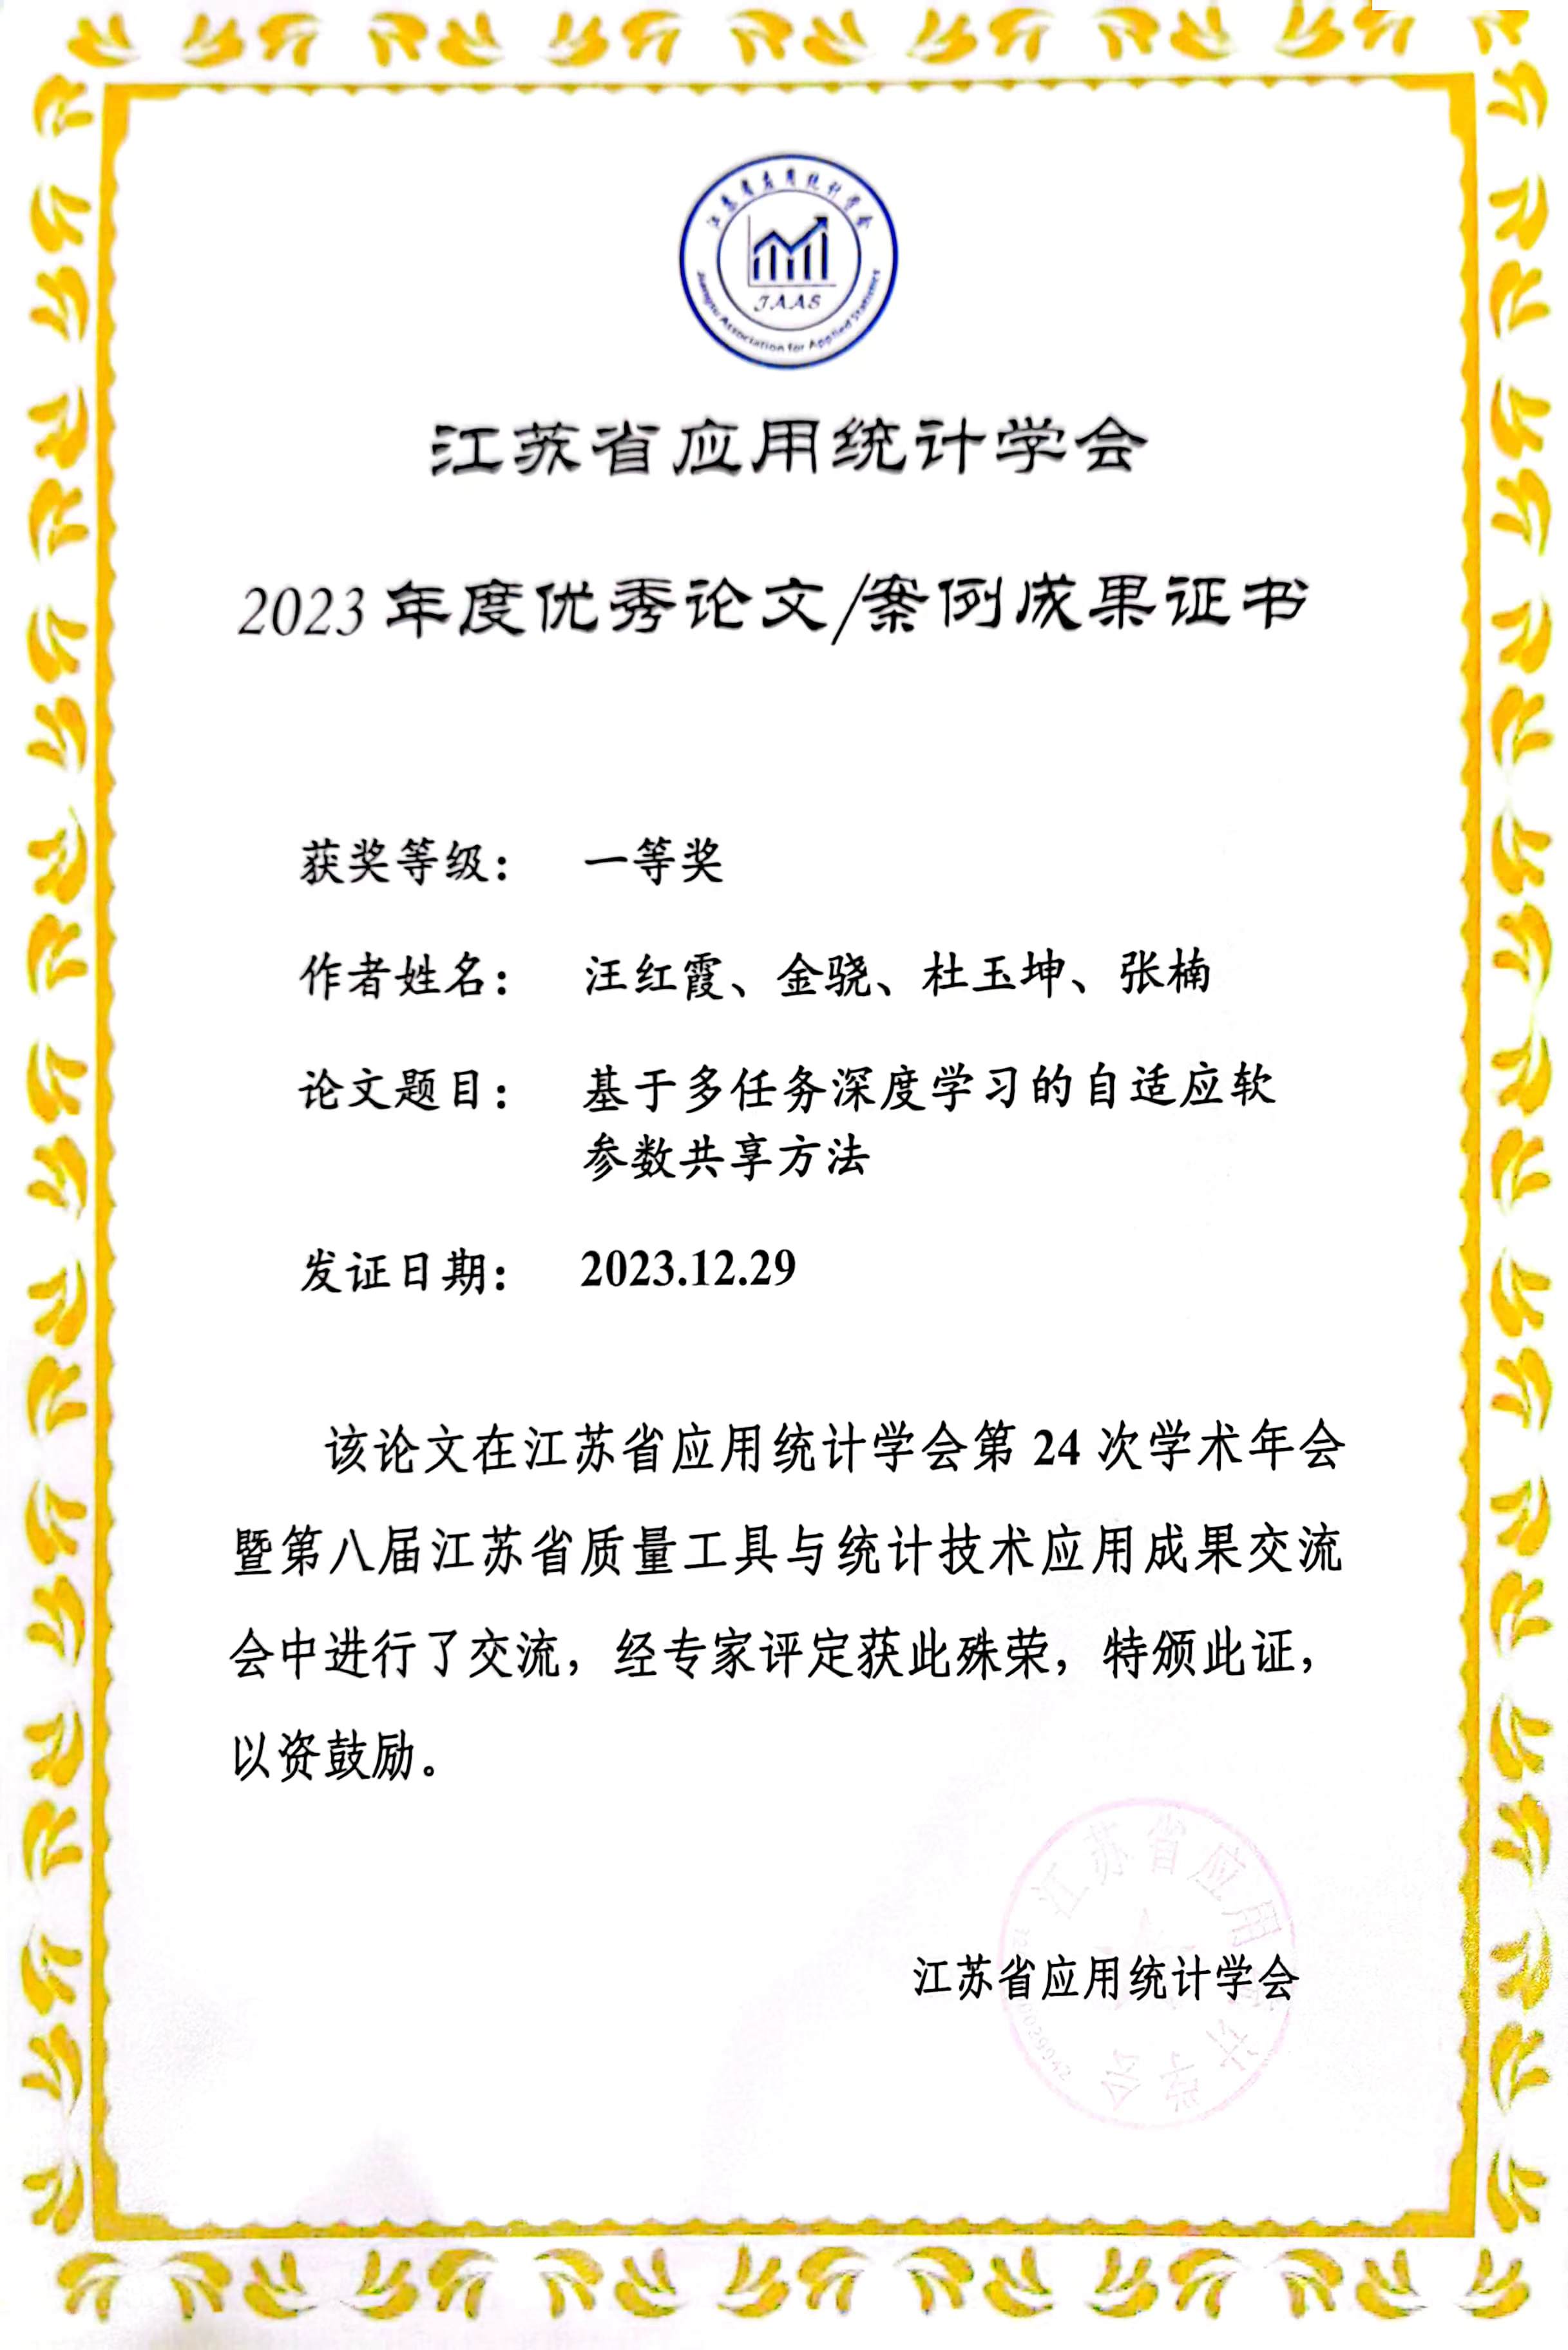 江苏省应用统计学会
JAAS
Jiangsu Association for Applied Statistics
江苏省应用统计学会
2023年度优秀论文/案例成果证书
获奖等级： 一等奖
作者姓名： 汪红霞、金骁、杜玉坤、张楠
论文题目： 基于多任务深度学习的自适应软
参数共享方法
发证日期： 2023.12.29
该论文在江苏省应用统计学会第 24 次学术年会
暨第八届江苏省质量工具与统计技术应用成果交流
会中进行了交流，经专家评定获此殊荣，特颁此证，
以资鼓励。
江苏省应用统计学会
江苏省应用统计学会